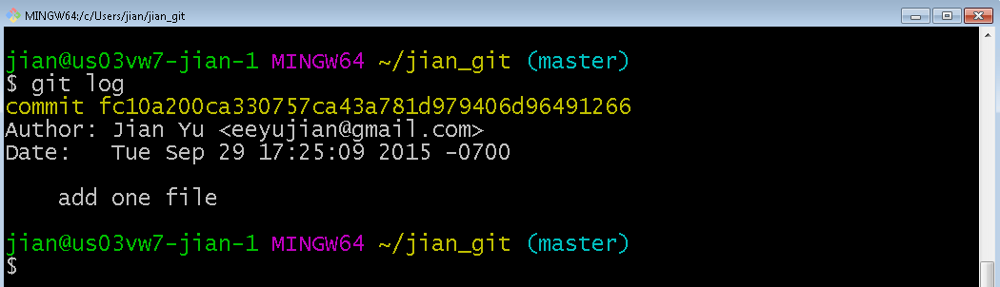 MINGW64:/c/Users/jian/jian_git
jian@us03vw7-jian-1 MINGW64 ~/jian_git (master)
$ git log
commit fc10a200ca330757ca43a781d979406d96491266
Author: Jian Yu <eeyujian@gmail.com>
Date:   Tue Sep 29 17:25:09 2015 -0700
    add one file
jian@us03vw7-jian-1 MINGW64 ~/jian_git (master)
$